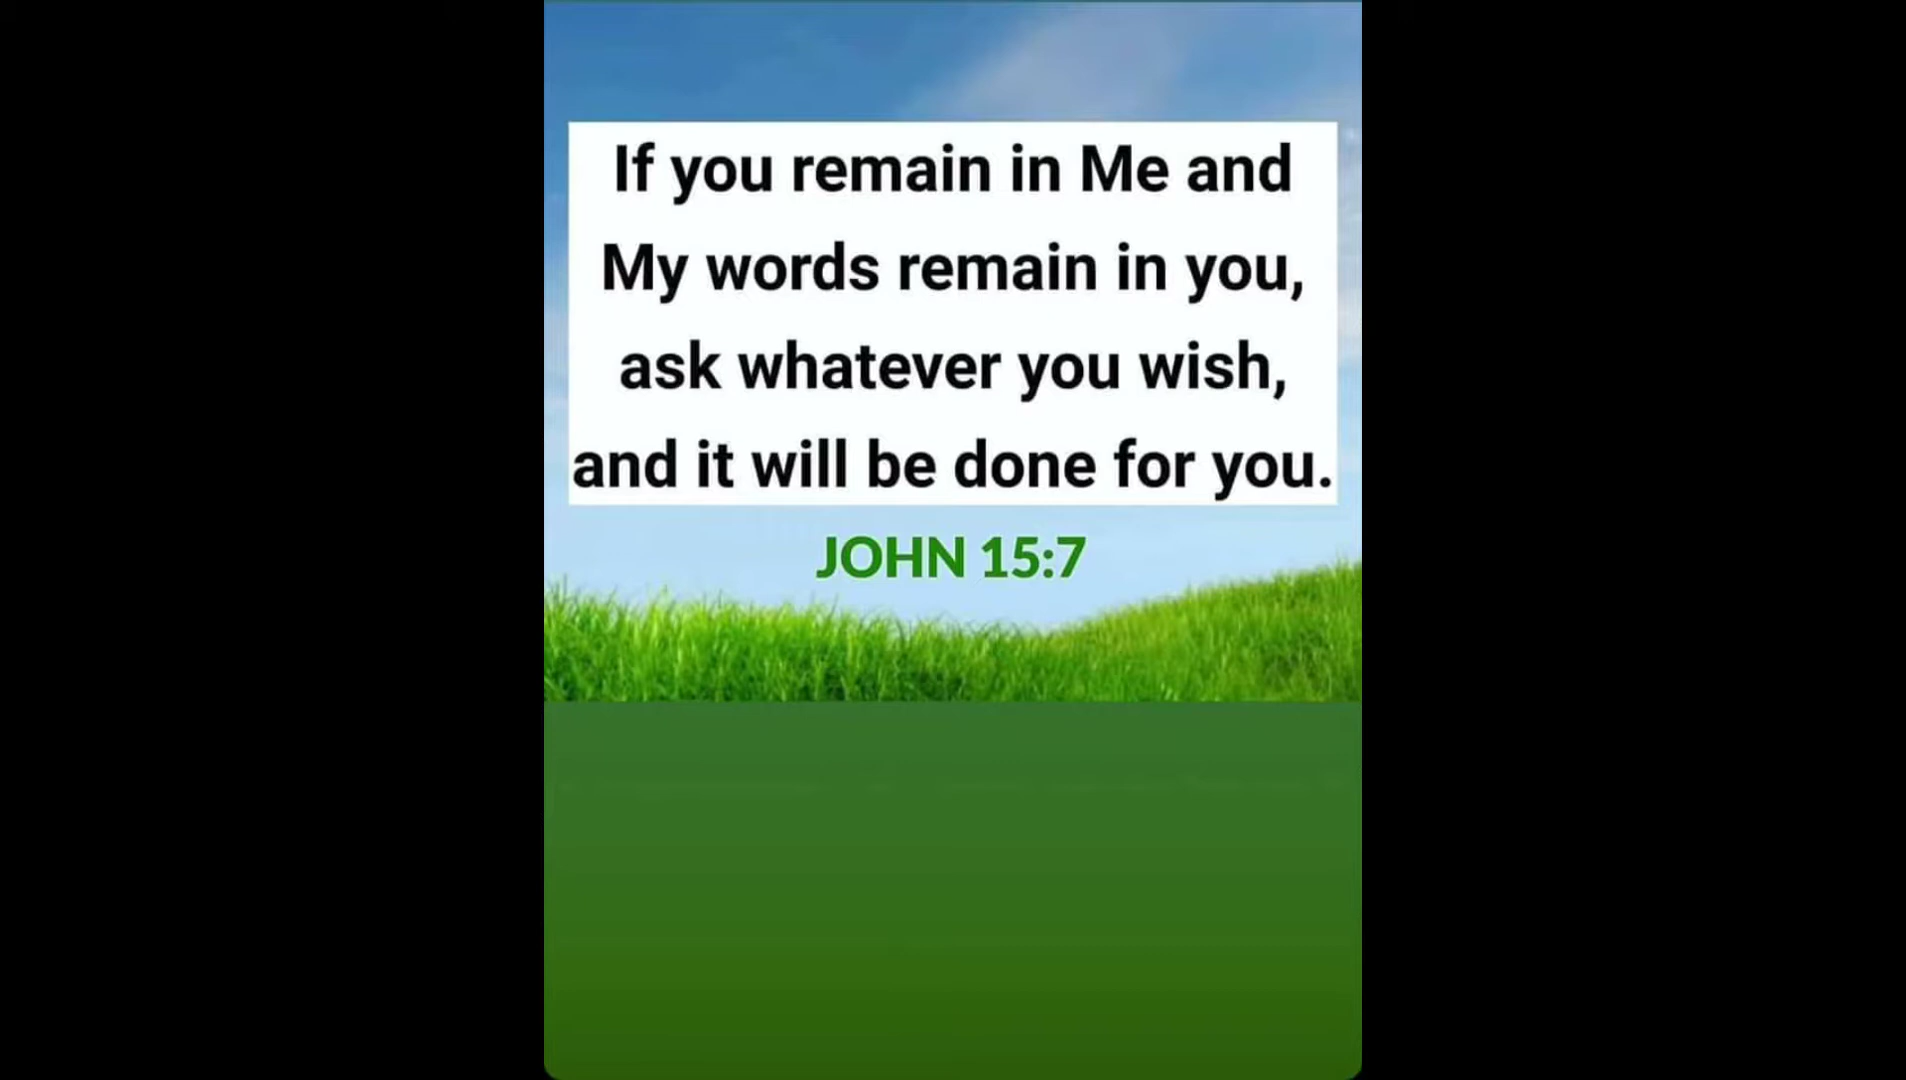 If you remain in Me and
My words remain in you,
ask whatever you wish,
and it will be done for you.
JOHN 15:7